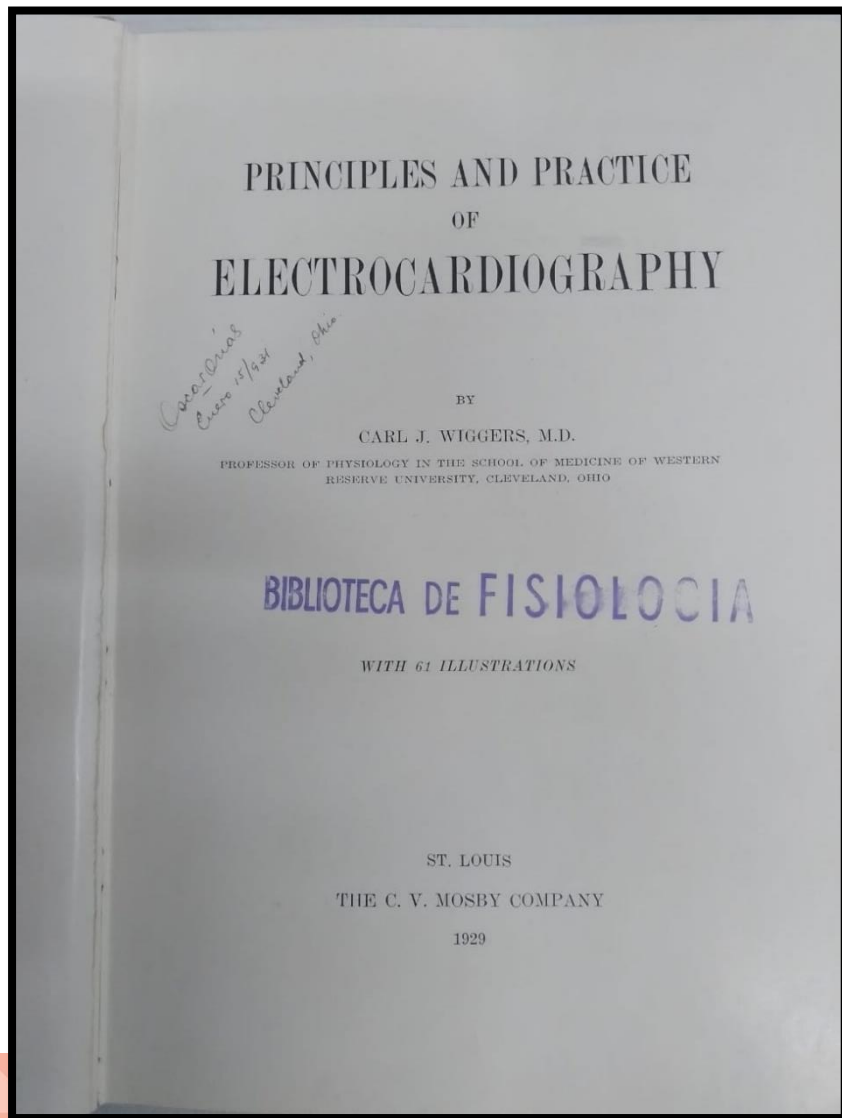 PRINCIPLES AND PRACTICE
OF
ELECTROCARDIOGRAPHY
Oscar Orias
Enero 15/931
Cleveland, Ohio.
BY
CARL J. WIGGERS, M.D.
PROFESSOR OF PHYSIOLOGY IN THE SCHOOL OF MEDICINE OF WESTERN
RESERVE UNIVERSITY, CLEVELAND, OHIO
BIBLIOTECA DE FISIOLOGIA
WITH 61 ILLUSTRATIONS
ST. LOUIS
THE C. V. MOSBY COMPANY
1929